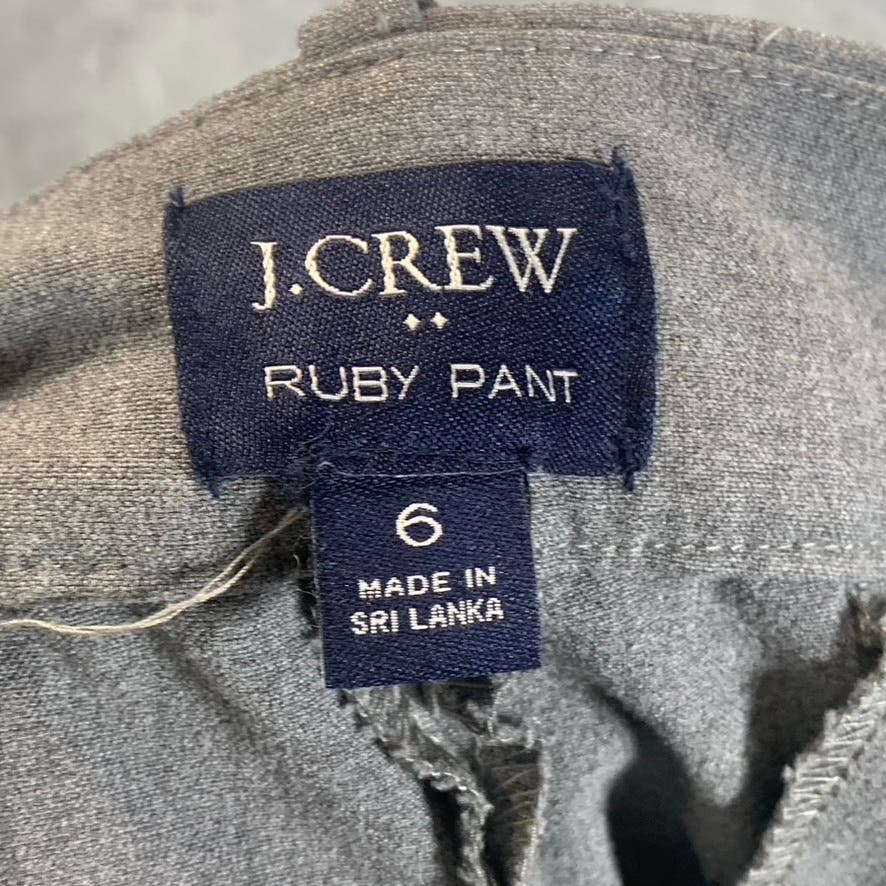 J.CREW
RUBY PANT
6
MADE IN
SRI LANKA